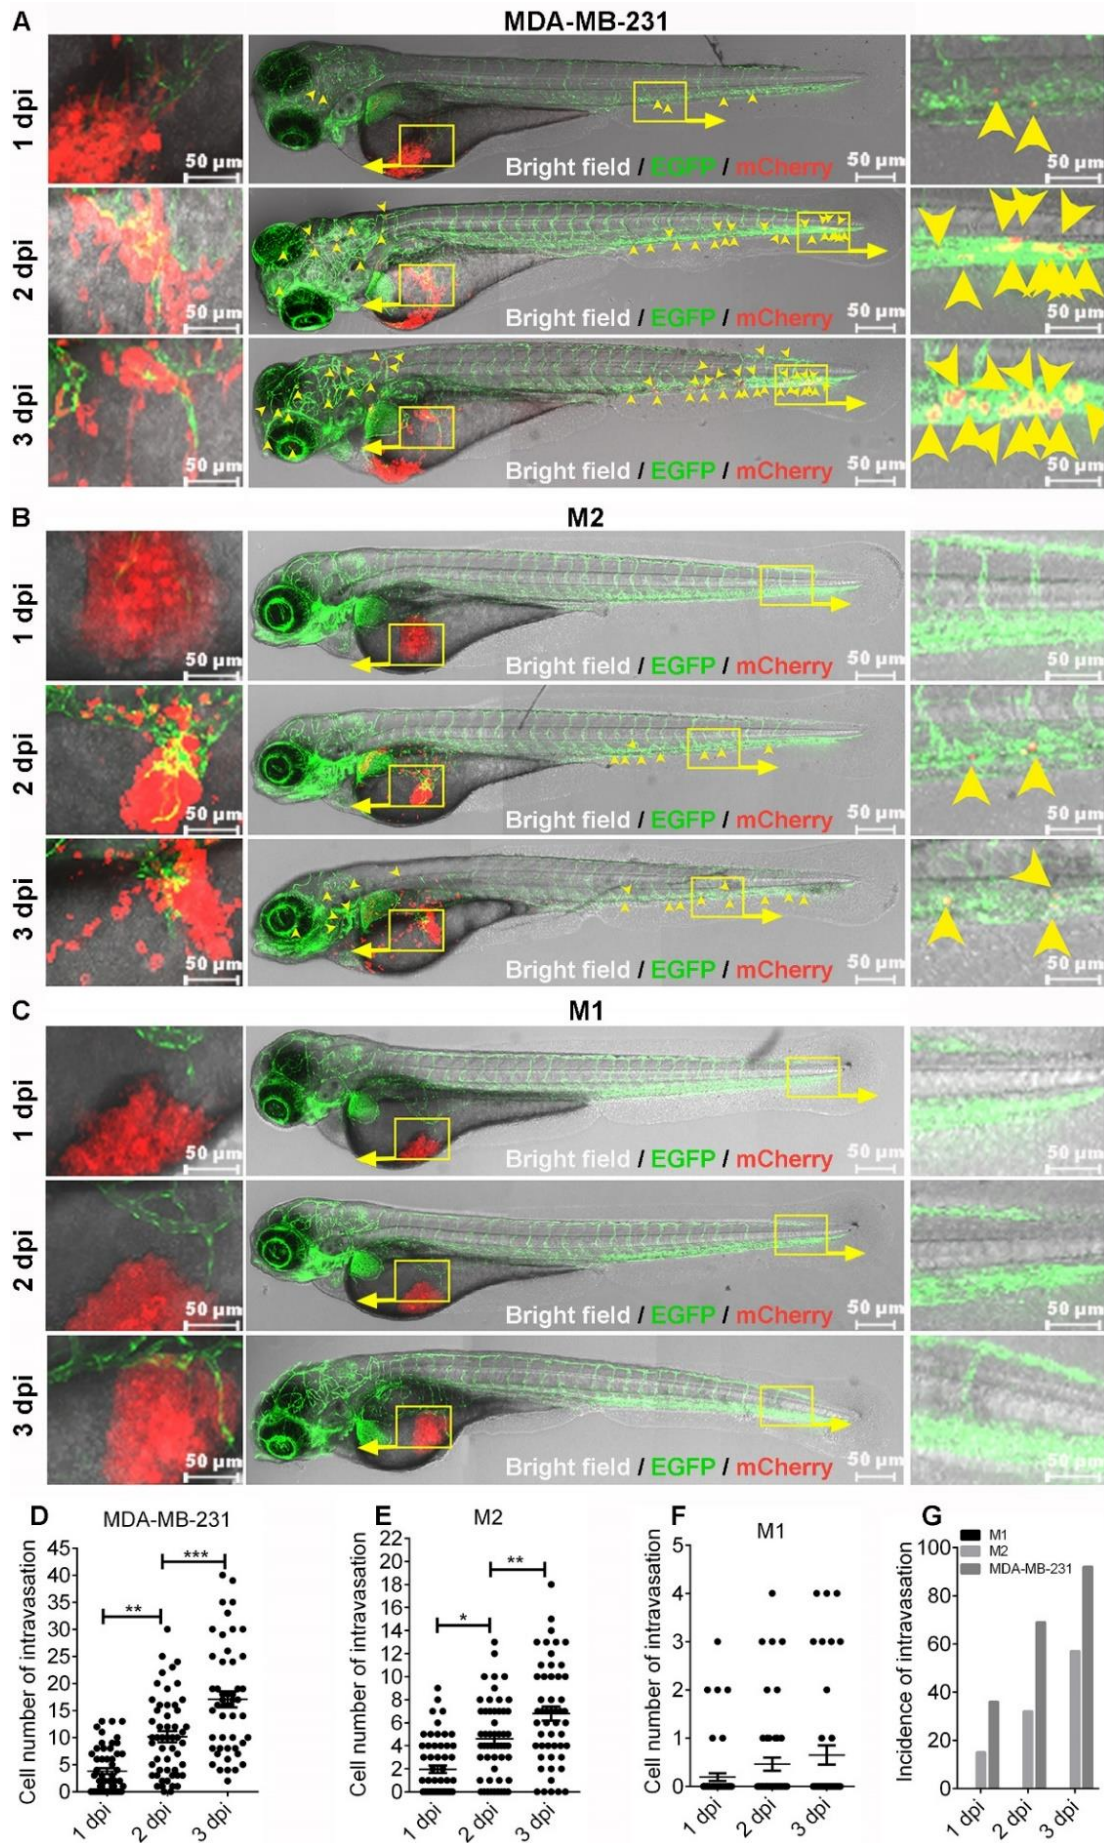 A MDA-MB-231
1 dpi
50 µm
Bright field / EGFP / mCherry
50 µm
50 µm
2 dpi
50 µm
Bright field / EGFP / mCherry
50 µm
50 µm
3 dpi
50 µm
Bright field / EGFP / mCherry
50 µm
50 µm
B M2
1 dpi
50 µm
Bright field / EGFP / mCherry
50 µm
50 µm
2 dpi
50 µm
Bright field / EGFP / mCherry
50 µm
50 µm
3 dpi
50 µm
Bright field / EGFP / mCherry
50 µm
50 µm
C M1
1 dpi
50 µm
Bright field / EGFP / mCherry
50 µm
50 µm
2 dpi
50 µm
Bright field / EGFP / mCherry
50 µm
50 µm
3 dpi
50 µm
Bright field / EGFP / mCherry
50 µm
50 µm
D MDA-MB-231
Cell number of intravasation
45
40
35
30
25
20
15
10
5
0
**
***
1 dpi 2 dpi 3 dpi
E M2
Cell number of intravasation
22
20
18
16
14
12
10
8
6
4
2
0
*
**
1 dpi 2 dpi 3 dpi
F M1
Cell number of intravasation
5
4
3
2
1
0
1 dpi 2 dpi 3 dpi
G
M1
M2
MDA-MB-231
Incidence of intravasation
100
80
60
40
20
0
1 dpi 2 dpi 3 dpi